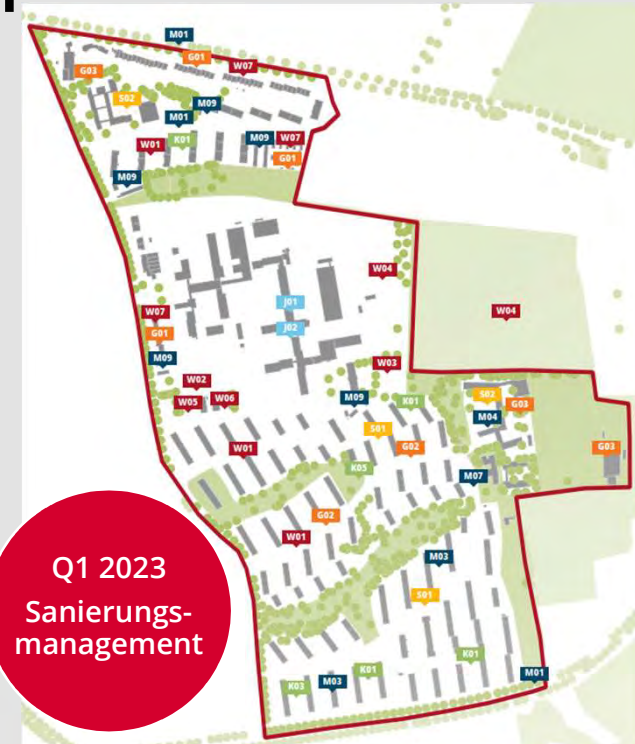 M01
G01
W07
G03
S02
M09
M01
K01
W01
M09
W07
G01
M09
W04
J01
W04
W07
J02
G01
M09
W03
W02
W05
W06
M09
K01
S02
G03
M04
S01
W01
G02
G03
K05
M07
G02
W01
M03
S01
K01
K01
M01
K03
M03
Q1 2023
Sanierungs-
management